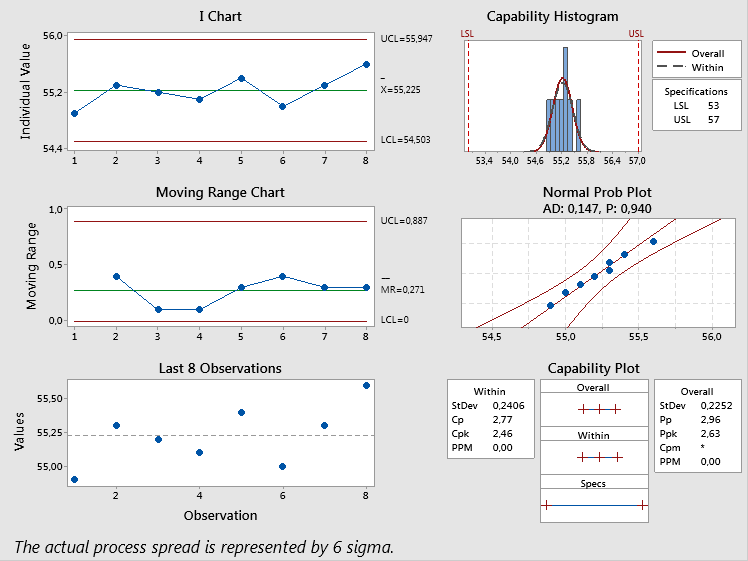 I Chart
Individual Value
56,0
55,2
54,4
UCL=55,947
_
X=55,225
LCL=54,503
1 2 3 4 5 6 7 8
Moving Range Chart
Moving Range
1,0
0,5
0,0
UCL=0,887
__
MR=0,271
LCL=0
1 2 3 4 5 6 7 8
Last 8 Observations
Values
55,50
55,25
55,00
2 4 6 8
Observation
Capability Histogram
LSL USL
53,4 54,0 54,6 55,2 55,8 56,4 57,0
Overall
Within
Specifications
LSL 53
USL 57
Normal Prob Plot
AD: 0,147, P: 0,940
54,5 55,0 55,5 56,0
Capability Plot
Within
StDev 0,2406
Cp 2,77
Cpk 2,46
PPM 0,00
Overall
Within
Specs
Overall
StDev 0,2252
Pp 2,96
Ppk 2,63
Cpm *
PPM 0,00
The actual process spread is represented by 6 sigma.